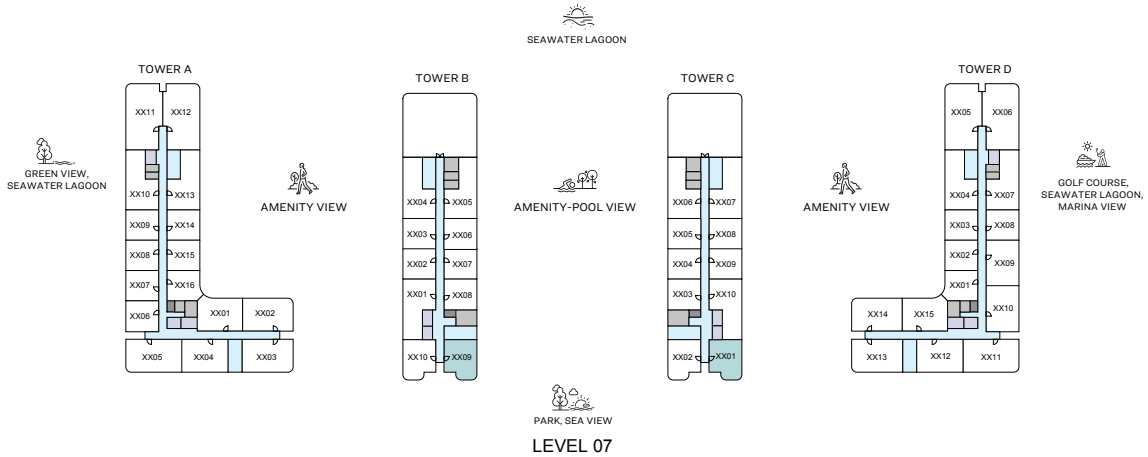 SEAWATER LAGOON
TOWER A
TOWER B
TOWER C
TOWER D
XX11
XX12
XX10
XX13
XX09
XX14
XX08
XX15
XX07
XX16
XX06
XX01
XX02
XX05
XX04
XX03
GREEN VIEW,
SEAWATER LAGOON
AMENITY VIEW
XX04
XX05
XX03
XX06
XX02
XX07
XX01
XX08
XX10
XX09
AMENITY-POOL VIEW
XX06
XX07
XX05
XX08
XX04
XX09
XX03
XX10
XX02
XX01
AMENITY VIEW
XX05
XX06
XX04
XX07
XX03
XX08
XX02
XX09
XX01
XX10
XX14
XX15
XX13
XX12
XX11
GOLF COURSE,
SEAWATER LAGOON,
MARINA VIEW
PARK, SEA VIEW
LEVEL 07